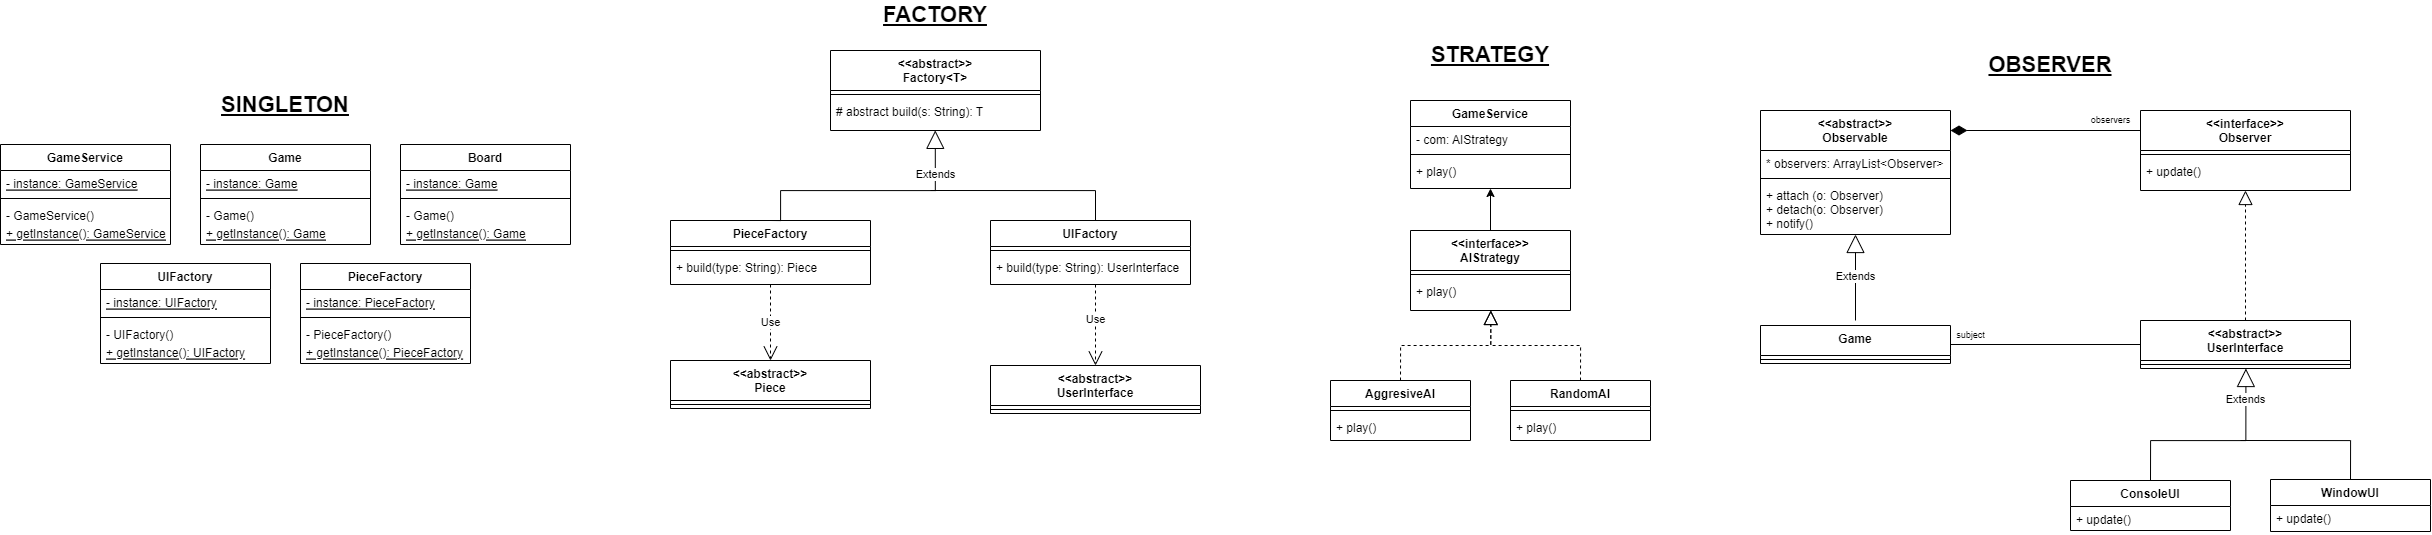 SINGLETON
GameService
- instance: GameService
- GameService()
+ getInstance(): GameService
Game
- instance: Game
- Game()
+ getInstance(): Game
Board
- instance: Game
- Game()
+ getInstance(): Game
UIFactory
- instance: UIFactory
- UIFactory()
+ getInstance(): UIFactory
PieceFactory
- instance: PieceFactory
- PieceFactory()
+ getInstance(): PieceFactory
FACTORY
<<abstract>>
Factory<T>
# abstract build(s: String): T
Extends
PieceFactory
+ build(type: String): Piece
UIFactory
+ build(type: String): UserInterface
Use
Use
<<abstract>>
Piece
<<abstract>>
UserInterface
STRATEGY
GameService
- com: AIStrategy
+ play()
<<interface>>
AIStrategy
+ play()
AggresiveAI
+ play()
RandomAI
+ play()
OBSERVER
<<abstract>>
Observable
* observers: ArrayList<Observer>
+ attach (o: Observer)
+ detach(o: Observer)
+ notify()
observers
<<interface>>
Observer
+ update()
Extends
Game
subject
<<abstract>>
UserInterface
Extends
ConsoleUI
+ update()
WindowUI
+ update()